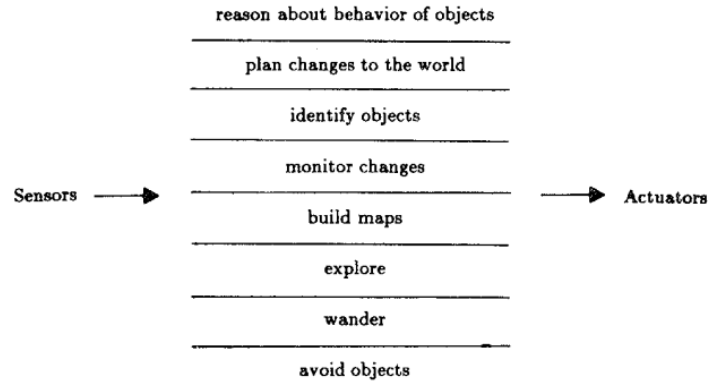 reason about behavior of objects
plan changes to the world
identify objects
monitor changes
Sensors
Actuators
build maps
explore
wander
avoid objects